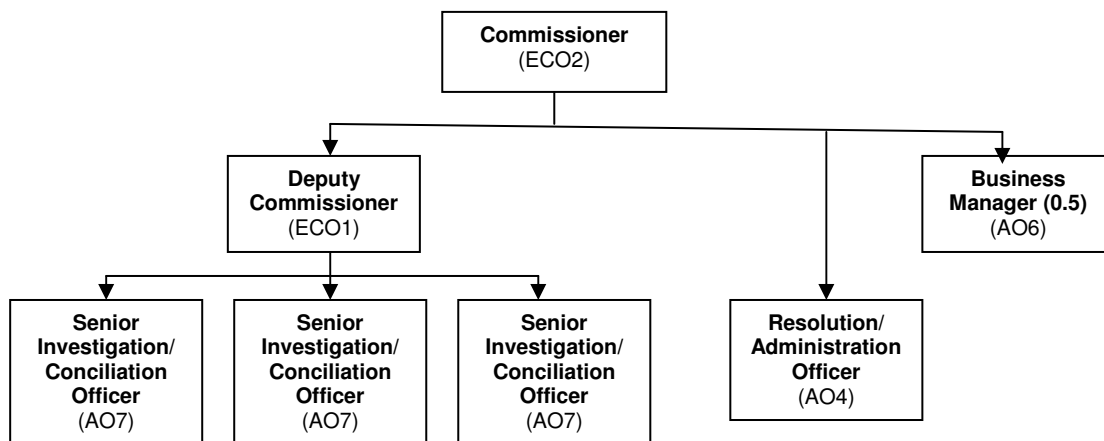 Commissioner
(ECO2)
Deputy
Commissioner
(ECO1)
Business
Manager (0.5)
(AO6)
Senior
Investigation/
Conciliation
Officer
(AO7)
Senior
Investigation/
Conciliation
Officer
(AO7)
Senior
Investigation/
Conciliation
Officer
(AO7)
Resolution/
Administration
Officer
(AO4)